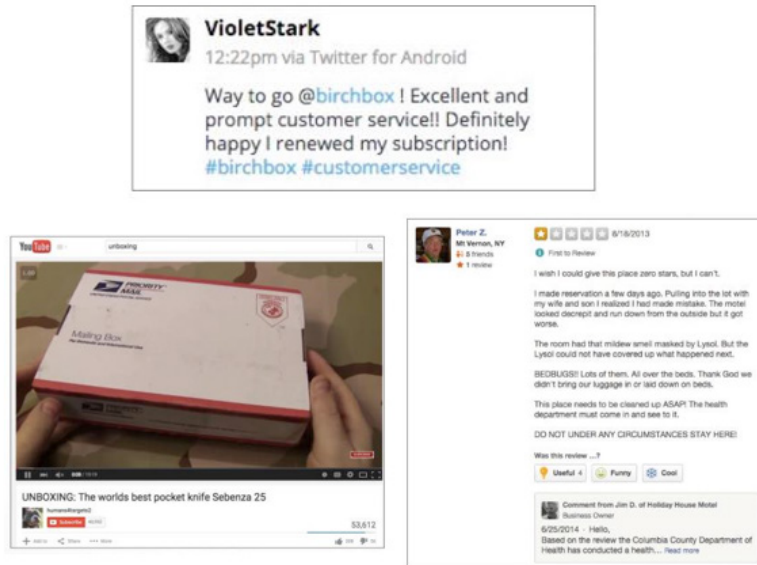 VioletStark
12:22pm via Twitter for Android
Way to go @birchbox ! Excellent and
prompt customer service!! Definitely
happy I renewed my subscription!
#birchbox #customerservice
YouTube
unboxing
PRIORITY
MAIL
Mailing Box
UNBOXING: The worlds best pocket knife Sebenza 25
Subscribe
53,612
Add to Share More
Peter Z.
Mt Vernon, NY
8 friends
1 review
8/18/2013
First to Review
I wish I could give this place zero stars, but I can't.
I made reservation a few days ago. Pulling into the lot with
my wife and son I realized I had made mistake. The motel
looked decrepit and run down from the outside but it got
worse.
The room had that mildew smell masked by Lysol. But the
Lysol could not have covered up what happened next.
BEDBUGS!! Lots of them. All over the beds. Thank God we
didn't bring our luggage in or laid down on beds.
This place needs to be cleaned up ASAP! The health
department must come in and see to it.
DO NOT UNDER ANY CIRCUMSTANCES STAY HERE!
Was this review ...?
Useful 4 Funny Cool
Comment from Jim D. of Holiday House Motel
Business Owner
6/25/2014 - Hello,
Based on the review the Columbia County Department of
Health has conducted a health... Read more